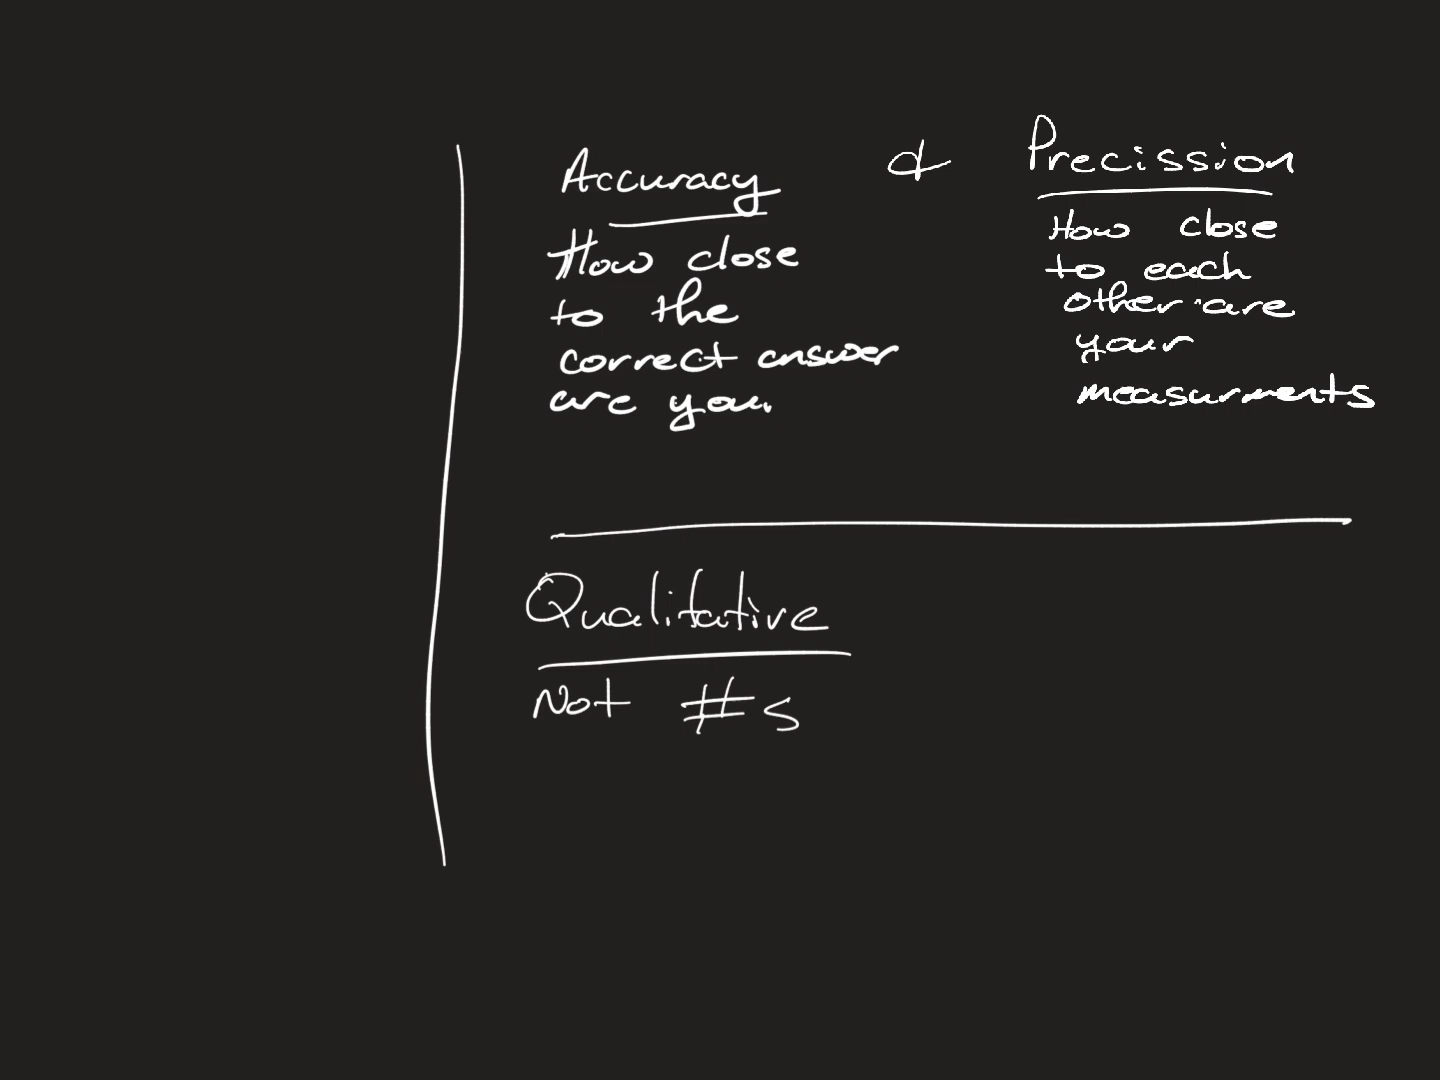 Accuracy & Precission
How close
to the
correct answer
are you.
How close
to each
other are
your
measurments
Qualitative
Not #s